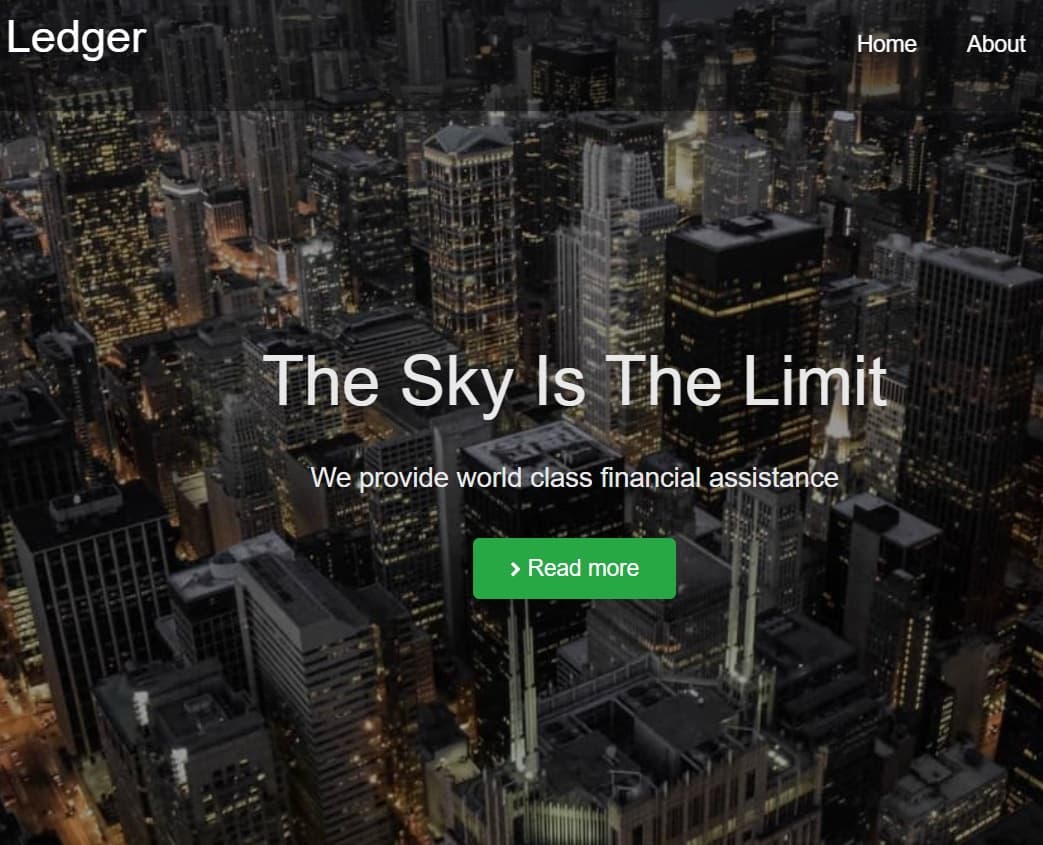 Ledger
Home About
The Sky Is The Limit
We provide world class financial assistance
Read more